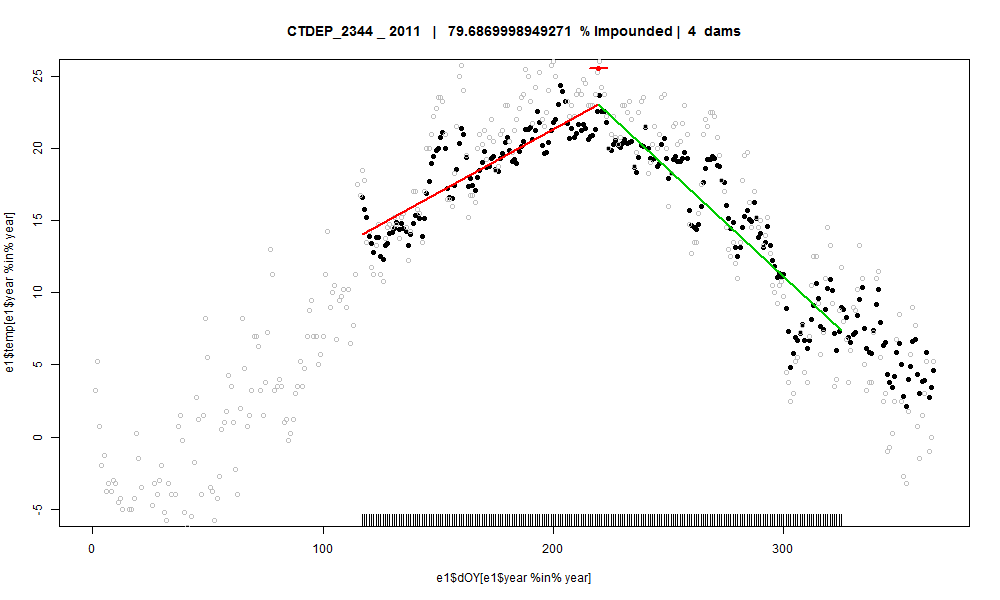 CTDEP_2344 _ 2011 | 79.6869998949271 % Impounded | 4 dams
25
20
15
10
5
0
-5
e1$temp[e1$year %in% year]
0 100 200 300
e1$dOY[e1$year %in% year]